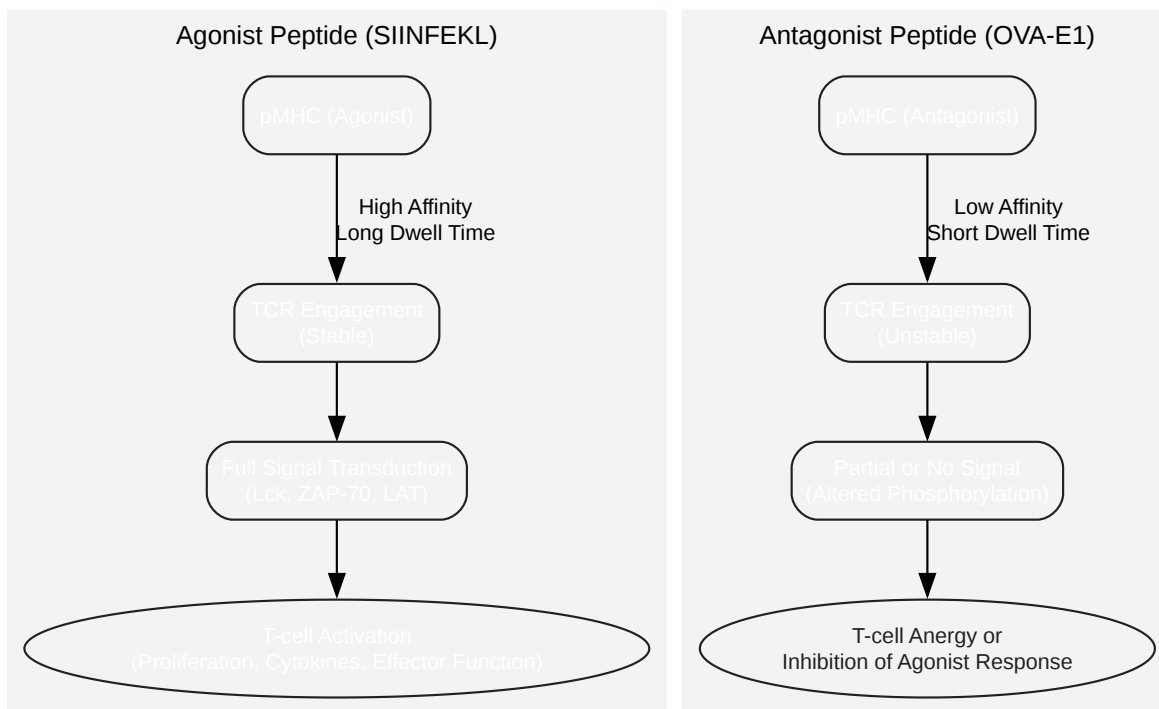 Agonist Peptide (SIINFEKL)
pMHC (Agonist)
High Affinity
Long Dwell Time
TCR Engagement
(Stable)
Full Signal Transduction
(Lck, ZAP-70, LAT)
T-cell Activation
(Proliferation, Cytokines, Effector Function)
Antagonist Peptide (OVA-E1)
pMHC (Antagonist)
Low Affinity
Short Dwell Time
TCR Engagement
(Unstable)
Partial or No Signal
(Altered Phosphorylation)
T-cell Anergy or
Inhibition of Agonist Response